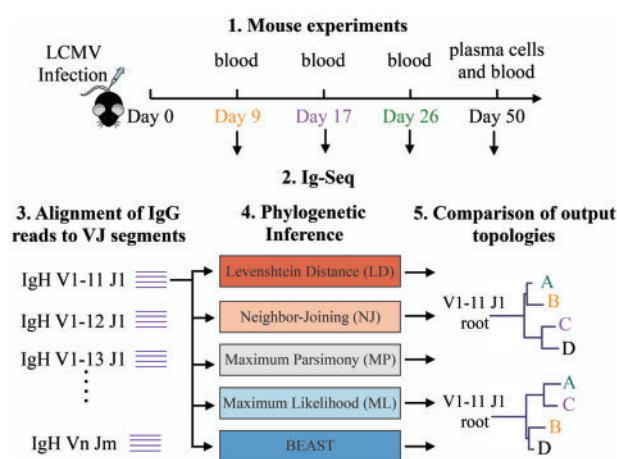 1. Mouse experiments
LCMV
Infection
blood
blood
blood
plasma cells
and blood
Day 0
Day 9
Day 17
Day 26
Day 50
2. Ig-Seq
3. Alignment of IgG
reads to VJ segments
4. Phylogenetic
Inference
5. Comparison of output
topologies
IgH V1-11 J1
IgH V1-12 J1
IgH V1-13 J1
IgH Vn Jm
Levenshtein Distance (LD)
Neighbor-Joining (NJ)
Maximum Parsimony (MP)
Maximum Likelihood (ML)
BEAST
V1-11 J1
root
A
B
C
D
V1-11 J1
root
A
C
B
D